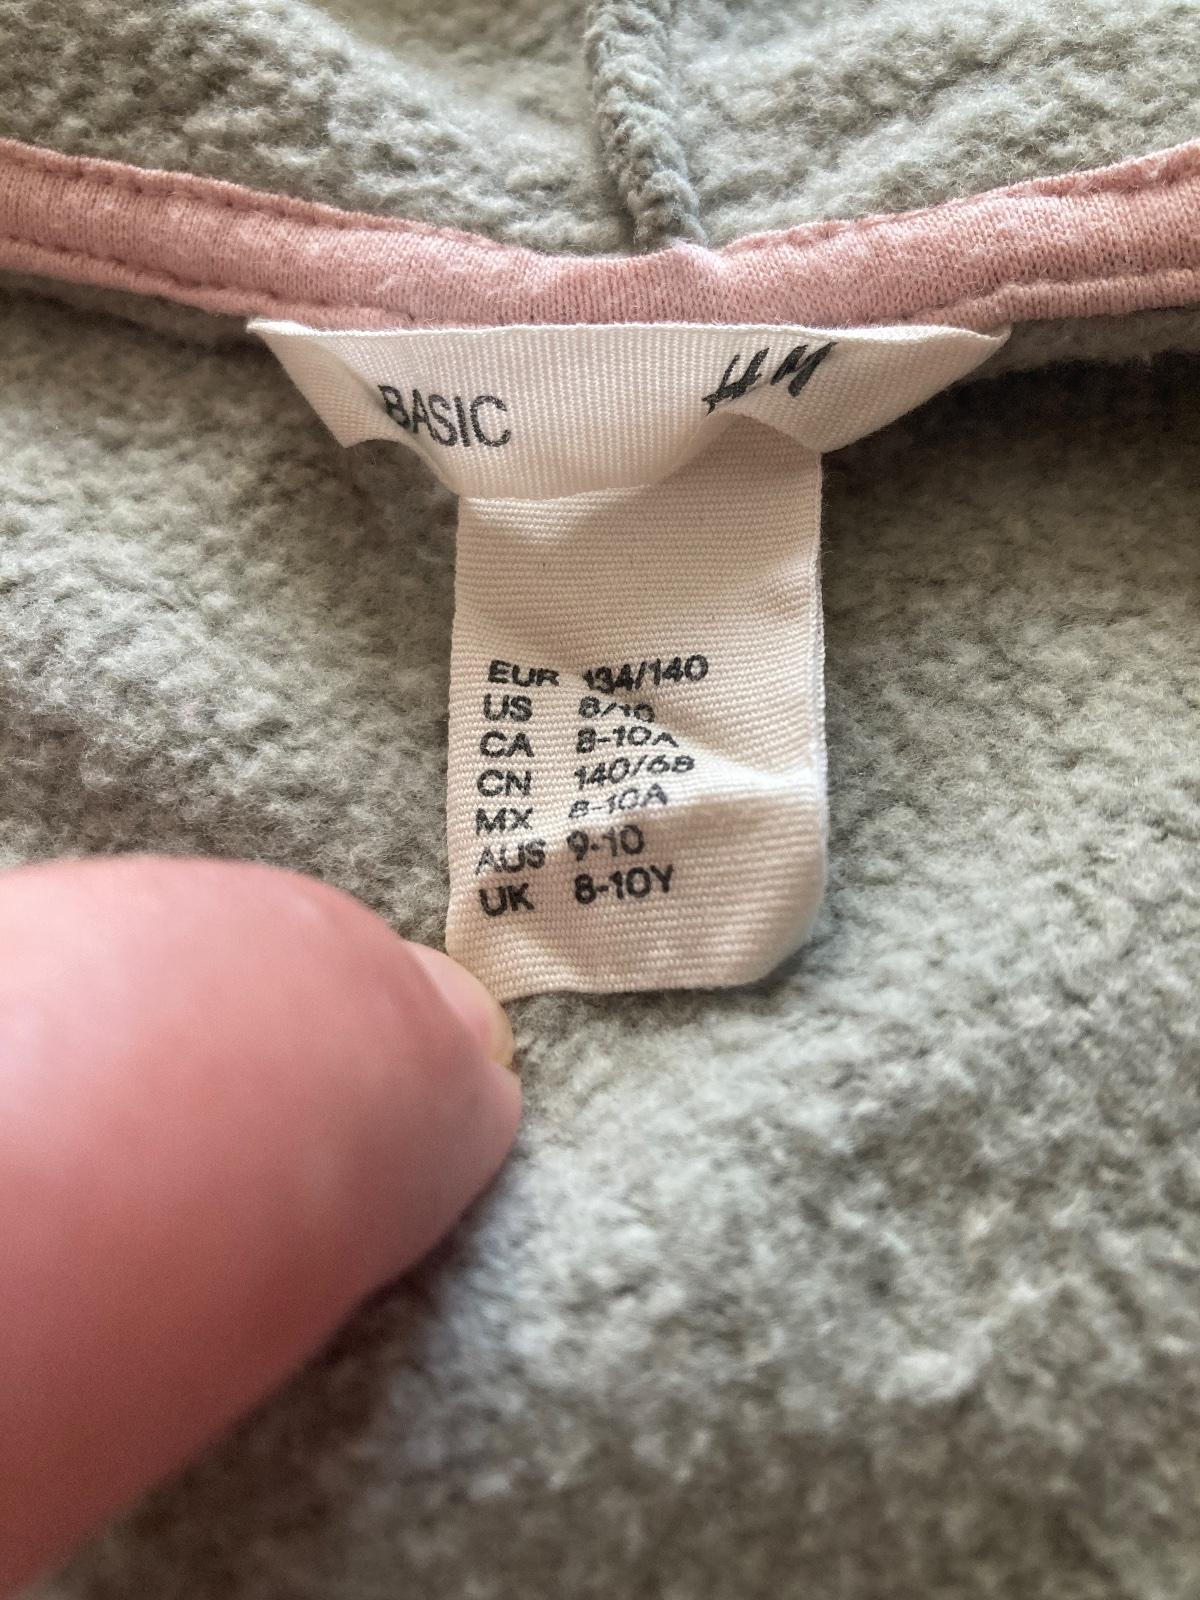 BASIC HM
EUR 134/140
US 8/10
CA 8-10A
CN 140/68
MX 8-10A
AUS 9-10
UK 8-10Y